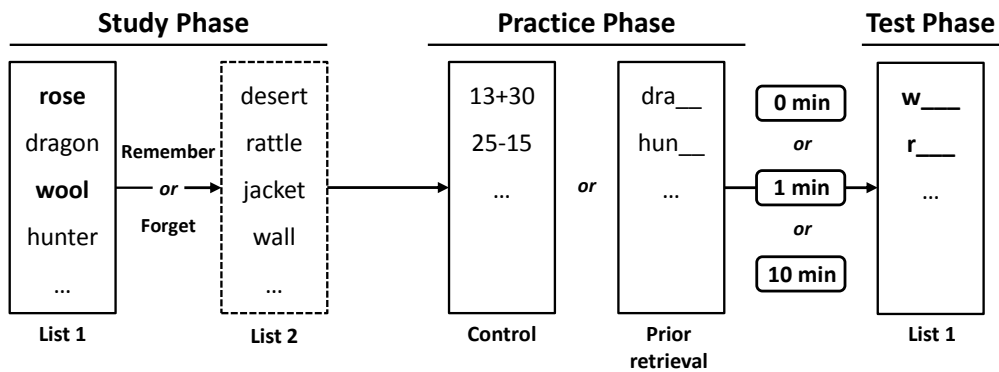 Study Phase
Practice Phase
Test Phase
rose
dragon
wool
hunter
...
List 1
Remember
or
Forget
desert
rattle
jacket
wall
...
List 2
13+30
25-15
...
Control
or
dra__
hun__
...
Prior
retrieval
0 min
or
1 min
or
10 min
w___
r___
...
List 1